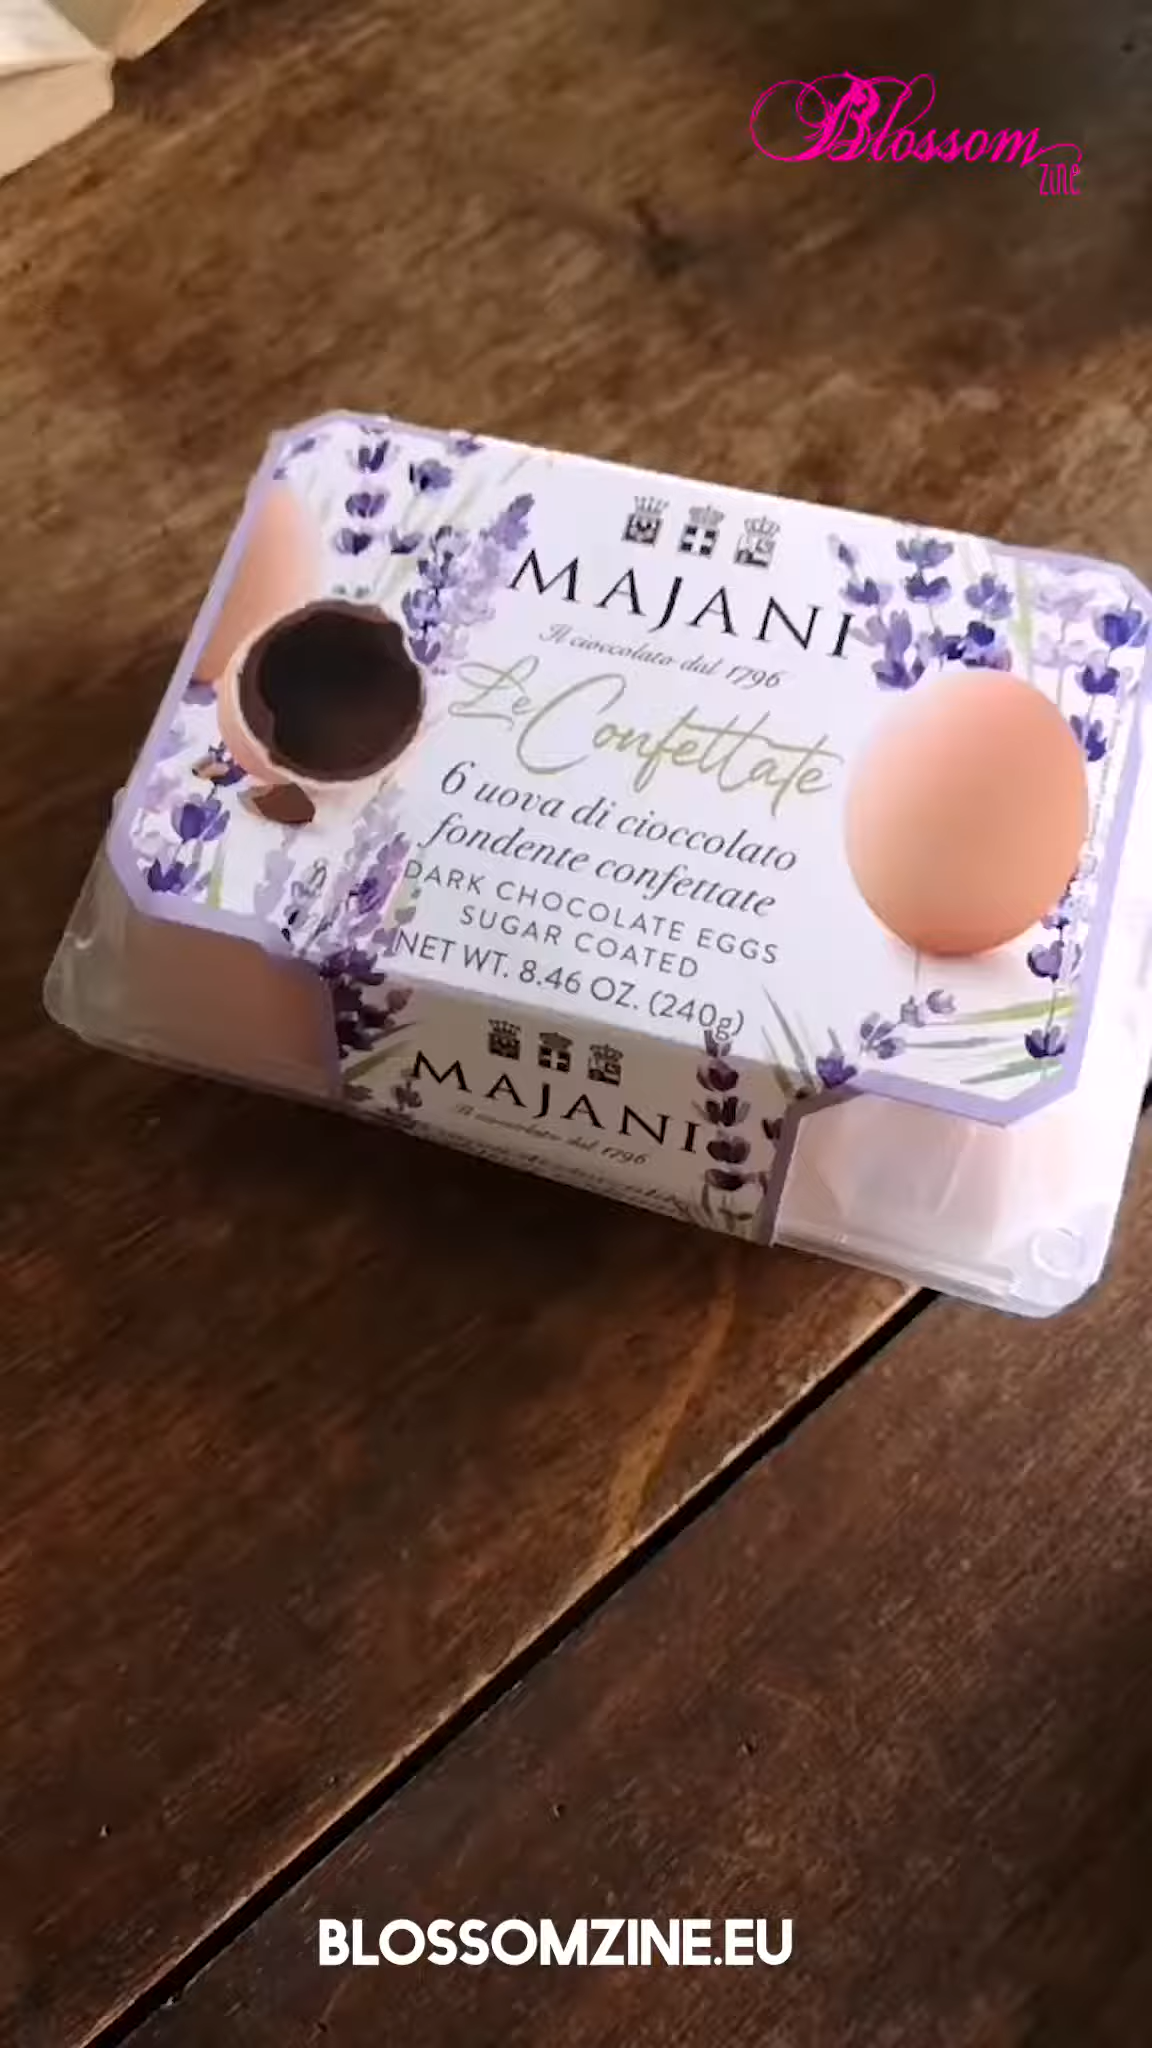 Blossom
zine
MAJANI
Il cioccolato dal 1796
Le Confettate
6 uova di cioccolato
fondente confettate
DARK CHOCOLATE EGGS
SUGAR COATED
NET WT. 8.46 OZ. (240g)
MAJANI
Il cioccolato dal 1796
BLOSSOMZINE.EU